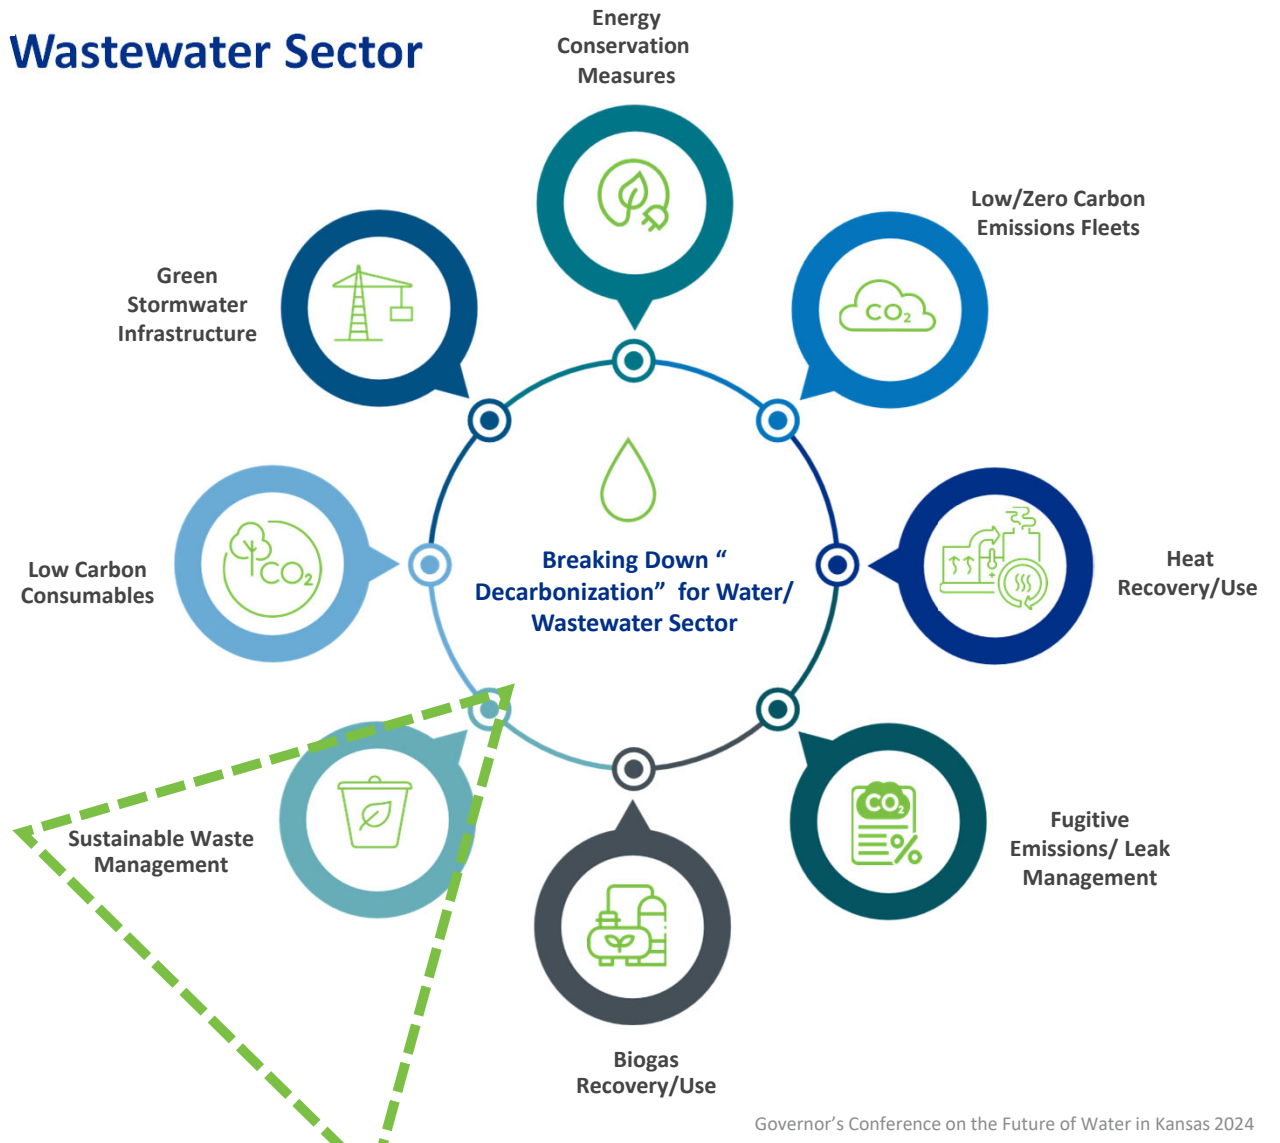 Wastewater Sector
Energy
Conservation
Measures
Low/Zero Carbon
Emissions Fleets
CO₂
Green
Stormwater
Infrastructure
Low Carbon
Consumables
CO₂
Breaking Down “
Decarbonization” for Water/
Wastewater Sector
Heat
Recovery/Use
Sustainable Waste
Management
CO₂
%
Fugitive
Emissions/ Leak
Management
Biogas
Recovery/Use
Governor’s Conference on the Future of Water in Kansas 2024